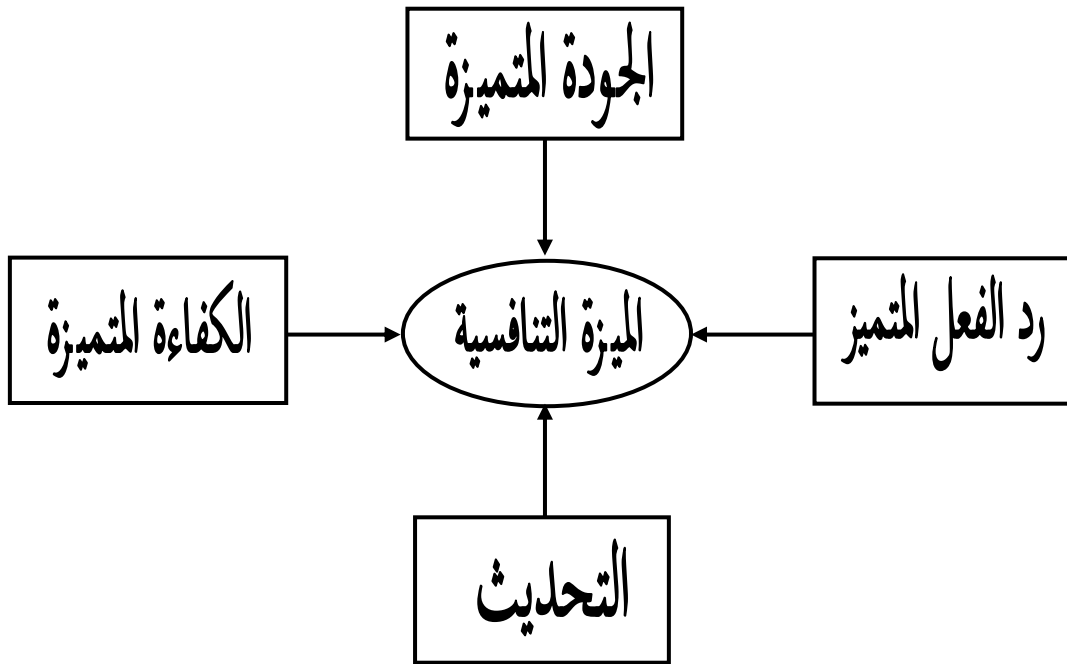 الجودة المتميزة
رد الفعل المتميز
الميزة التنافسية
الكفاءة المتميزة
التحديث